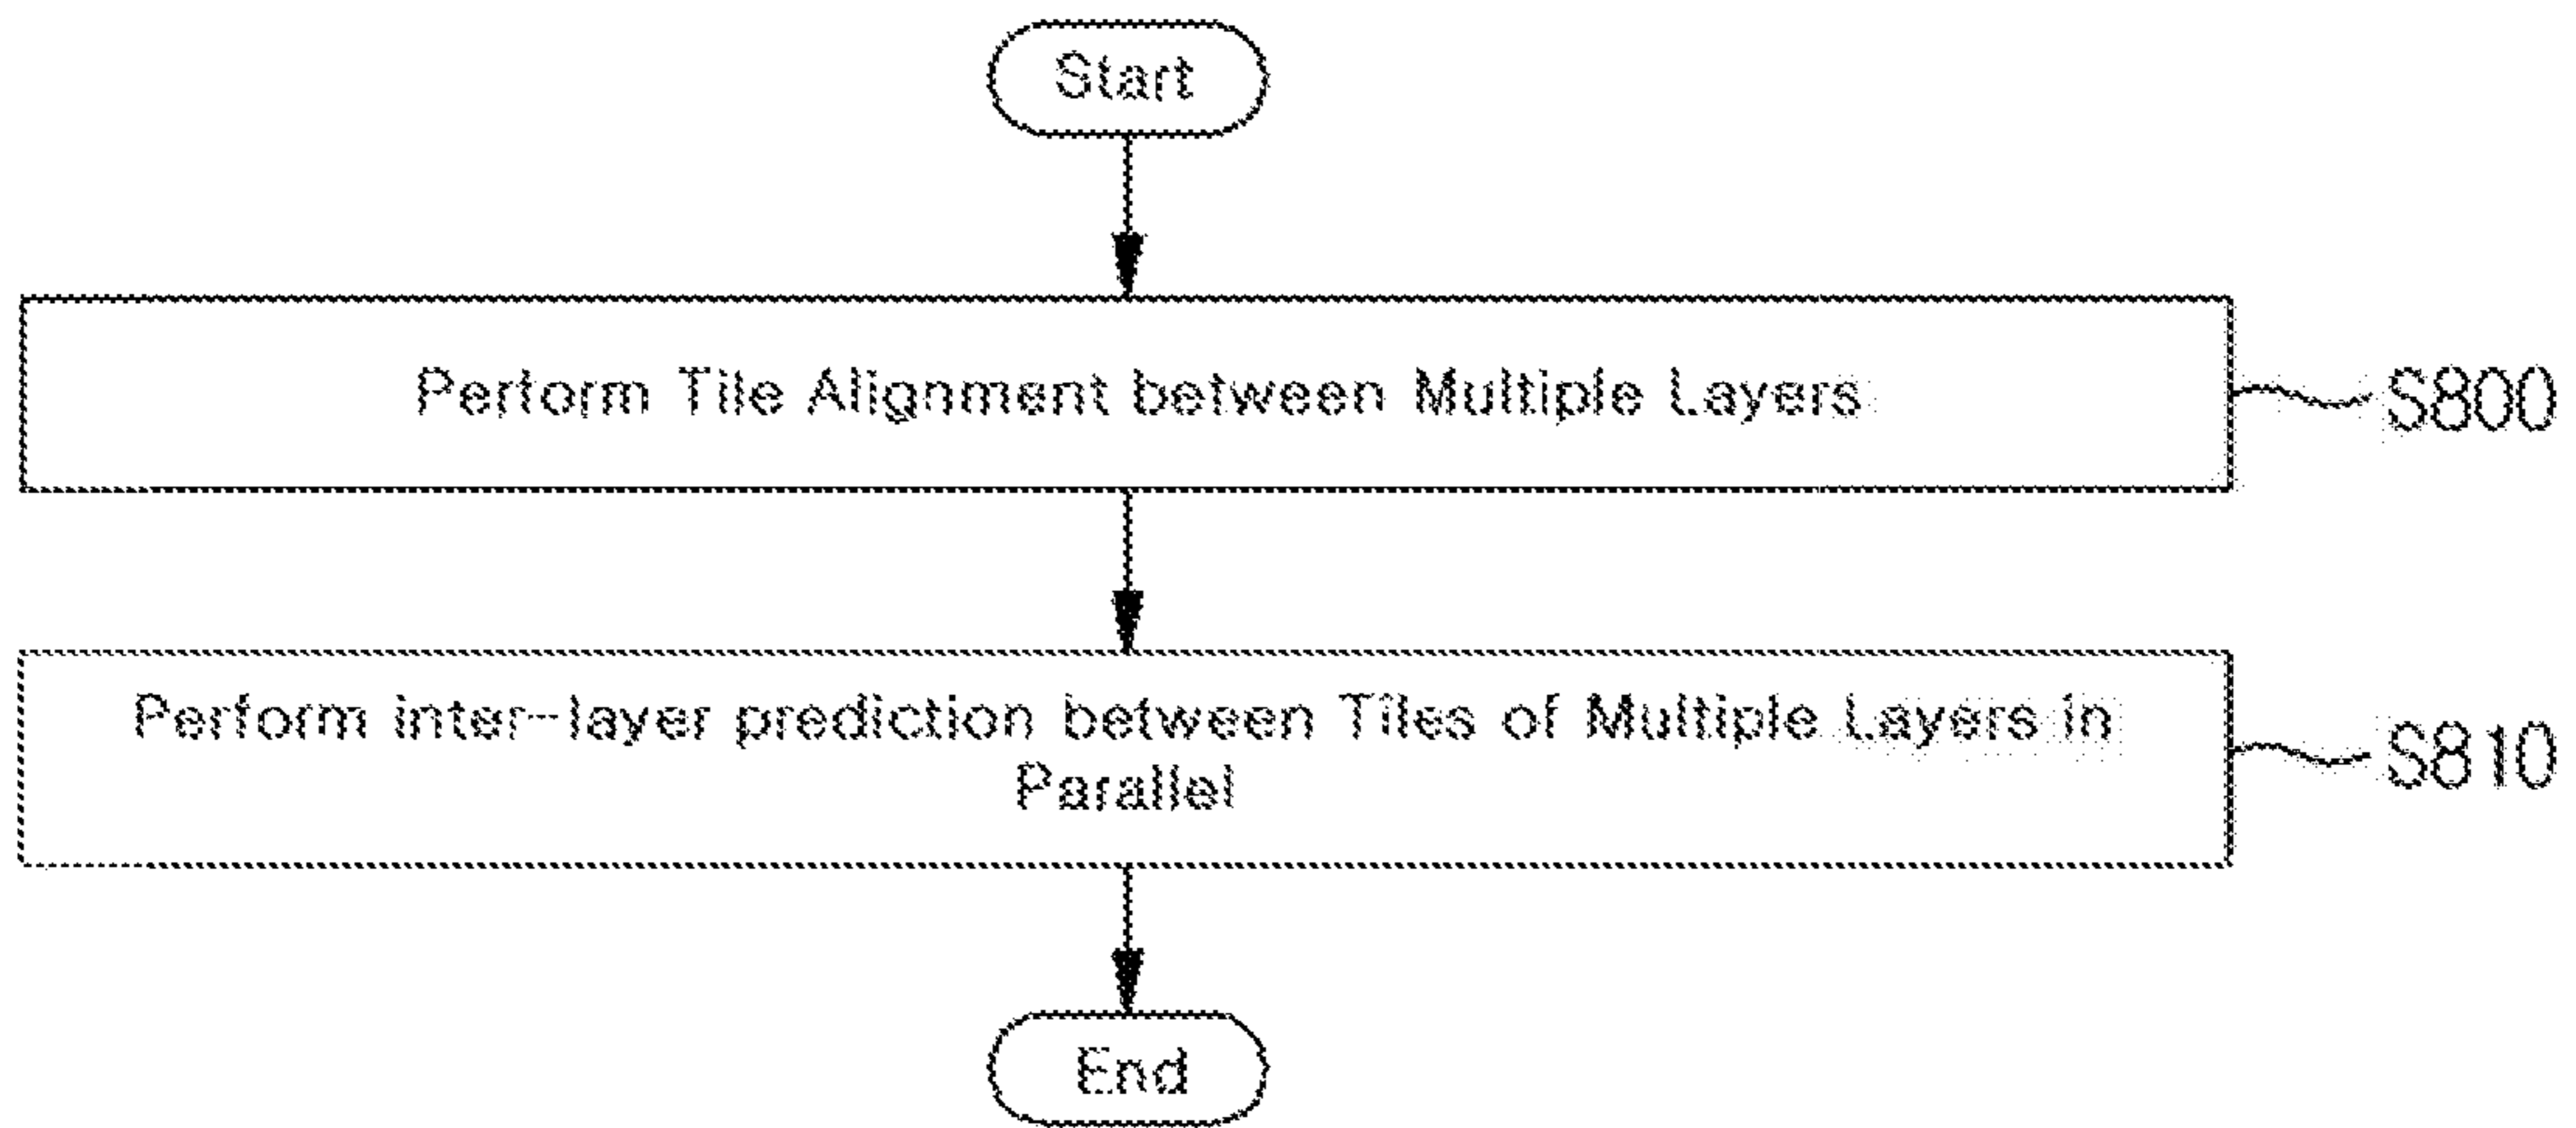 Start
Perform Tile Alignment between Multiple Layers
S800
Perform inter-layer prediction between Tiles of Multiple Layers in
Parallel
S810
End